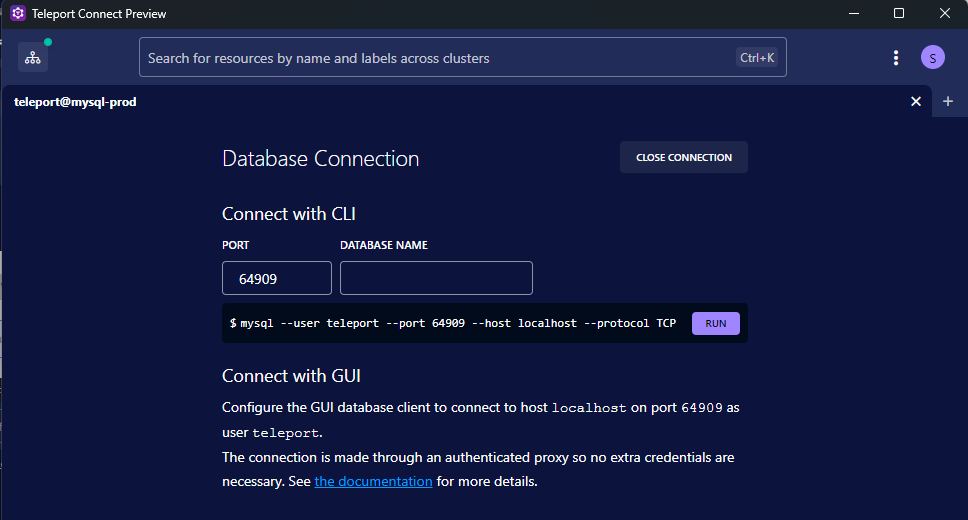 Teleport Connect Preview
Search for resources by name and labels across clusters
Ctrl+K
S
teleport@mysql-prod
Database Connection
CLOSE CONNECTION
Connect with CLI
PORT
DATABASE NAME
64909
$ mysql --user teleport --port 64909 --host localhost --protocol TCP
RUN
Connect with GUI
Configure the GUI database client to connect to host localhost on port 64909 as
user teleport.
The connection is made through an authenticated proxy so no extra credentials are
necessary. See the documentation for more details.